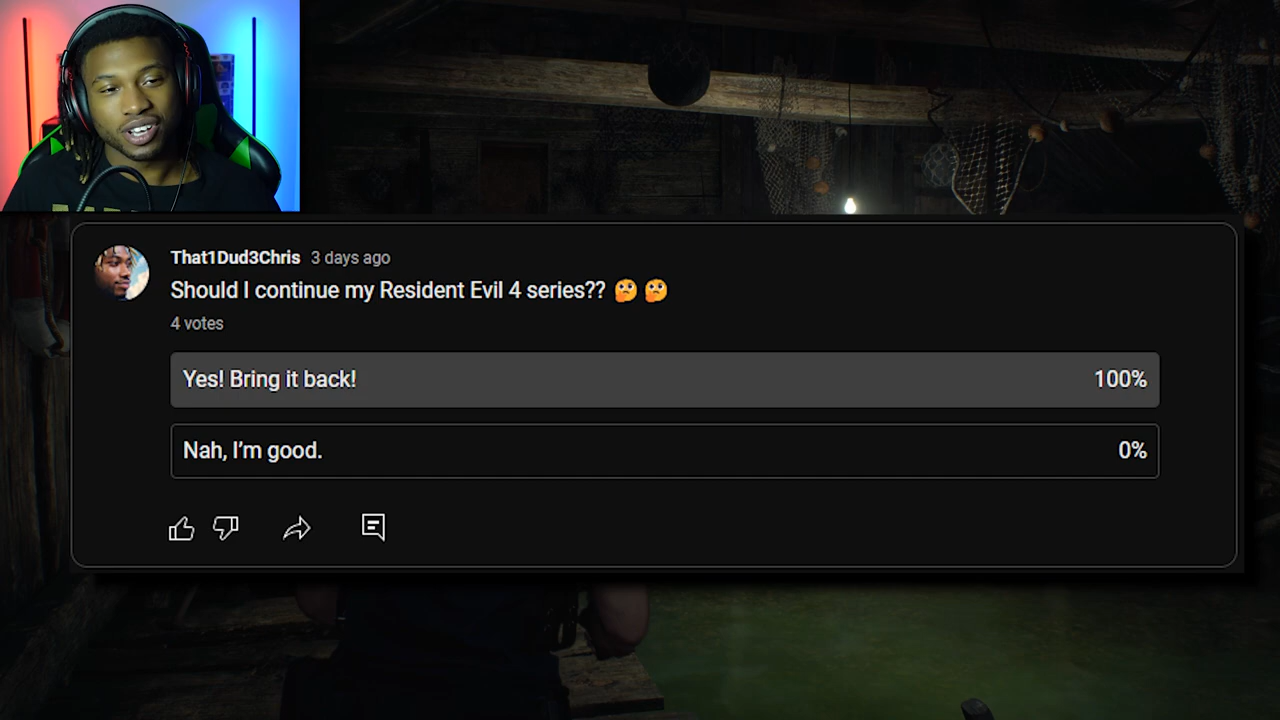 That1Dud3Chris 3 days ago
Should I continue my Resident Evil 4 series?? 🤔 🤔
4 votes
Yes! Bring it back! 100%
Nah, I'm good. 0%